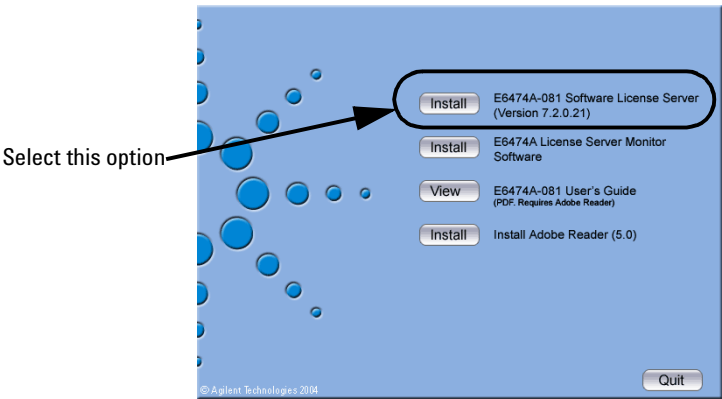 Install E6474A-081 Software License Server
(Version 7.2.0.21)
Select this option
Install E6474A License Server Monitor
Software
View E6474A-081 User's Guide
(PDF. Requires Adobe Reader)
Install Install Adobe Reader (5.0)
Quit
© Agilent Technologies 2004